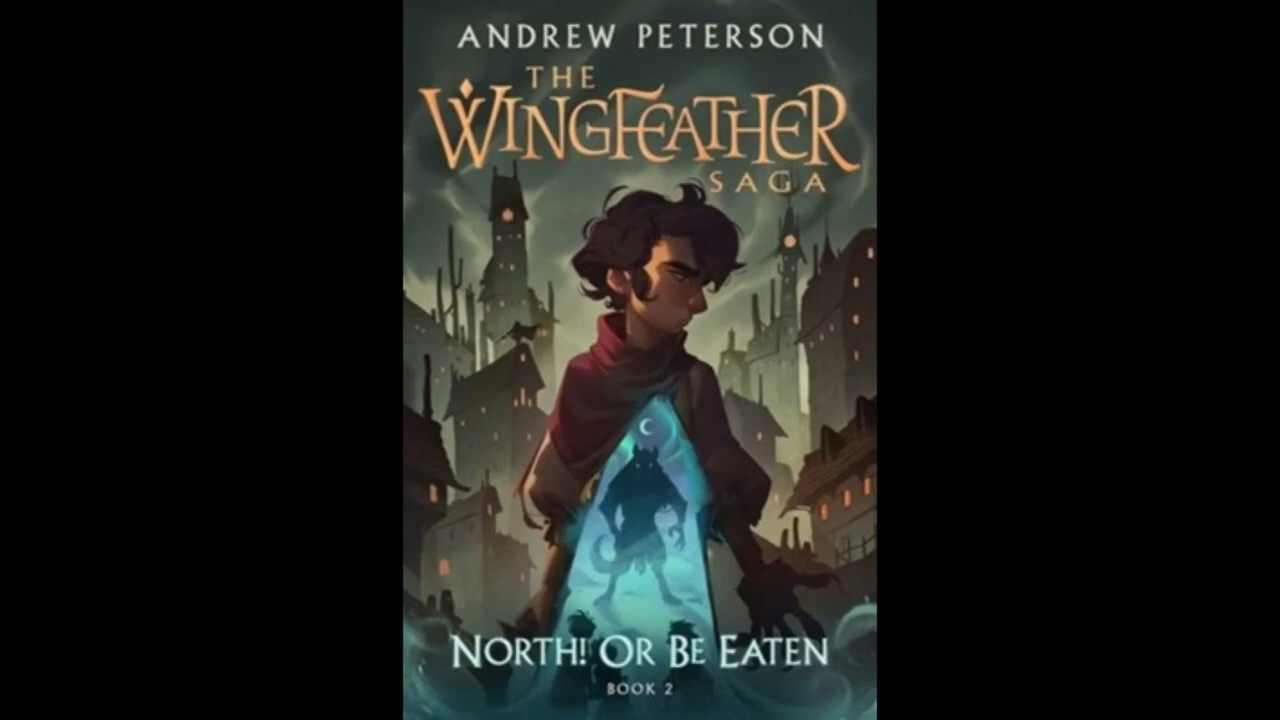 ANDREW PETERSON
THE
WINGFEATHER
SAGA
NORTH! OR BE EATEN
BOOK 2